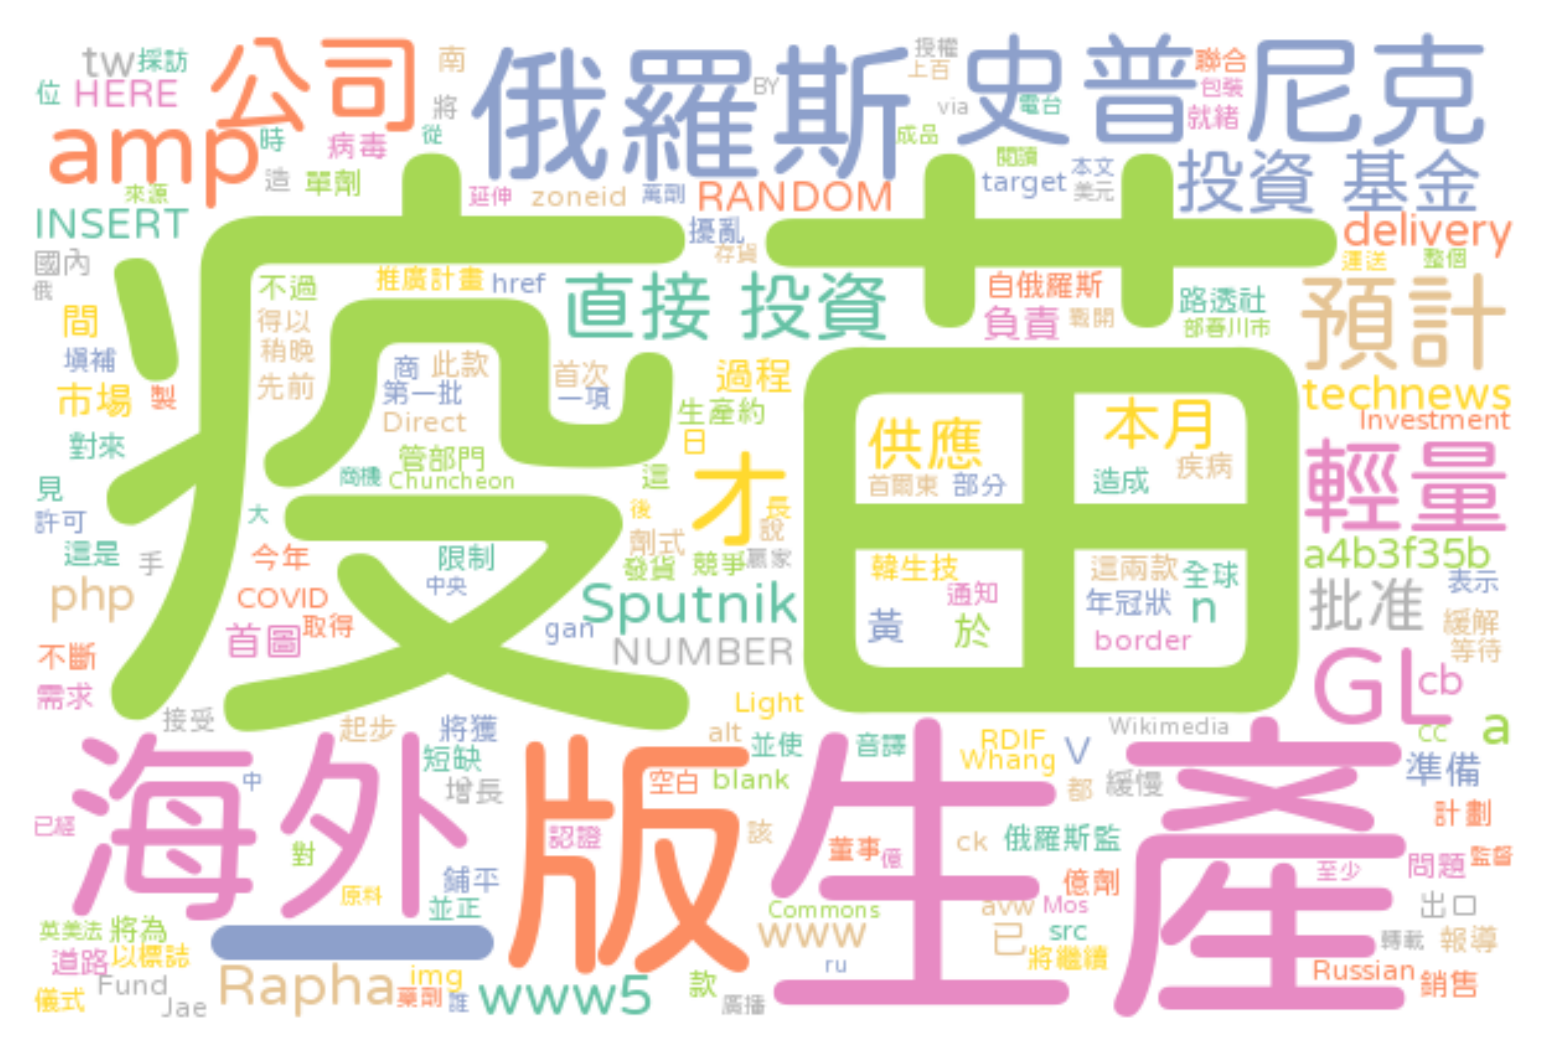 tw 採訪 公司 南 俄羅斯 BY 授權 上百 史普尼克 聯合 包裝
位 HERE 將 via 電台 就緒
amp 時 病毒 從 成品
來源 造 單劑 延伸 zoneid 萬劑 RANDOM 閱讀 target 本文 美元 投資 基金
INSERT 擾亂 delivery
國內 存貨 運送 整個
俄 不過 推廣計畫 href 直接 投資 自俄羅斯 路透社 預計
間 得以 負責 戰開 部春川市
填補 稍晚 疫苗
市場 製 先前 商 此款 首次 過程 technews
第一批 一項 Investment
對來 Direct 生產約 供應 本月
管部門 日 輕量
見 商機 Chuncheon 這 才 首爾東 部分 造成 疾病
許可 大 後 長
這是 手 今年 限制 劑式 說 a4b3f35b
發貨 競爭 贏家 韓生技 這兩款 全球 表示
php COVID 中央 Sputnik 通知 年冠狀 n 批准
首圖 取得 gan NUMBER 黃 於 border 緩解
不斷 等待
需求 GL cb
接受 起步 將獲 Light Wikimedia cc a
海外 短缺 alt 並使 音譯 RDIF Whang V
中 增長 版 空白 blank 生產 都 緩慢 準備
已經 計劃
對 認證 該 董事 億 ck 俄羅斯監 問題 監督
原料 鋪平 億劑 至少
英美法 將為 並正 Commons avw Mos 出口
道路 以標誌 一 www 已 src 轉載 報導
Fund Rapha img ru 將繼續 Russian 銷售
儀式 Jae 藥劑 誰 www5 款 廣播